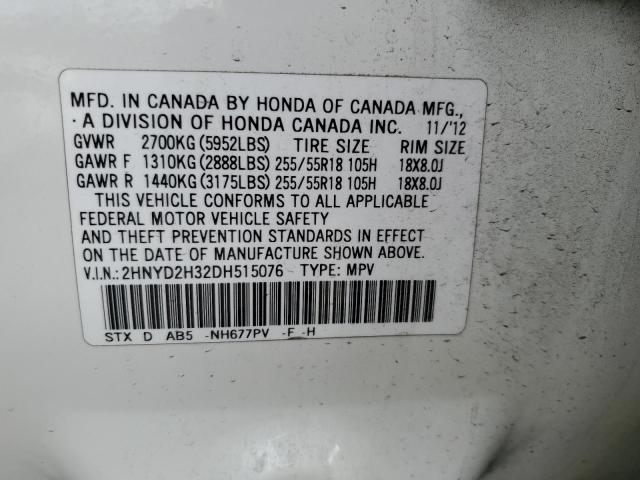 MFD. IN CANADA BY HONDA OF CANADA MFG.,
A DIVISION OF HONDA CANADA INC. 11/'12
GVWR 2700KG (5952LBS) TIRE SIZE RIM SIZE
GAWR F 1310KG (2888LBS) 255/55R18 105H 18X8.0J
GAWR R 1440KG (3175LBS) 255/55R18 105H 18X8.0J
THIS VEHICLE CONFORMS TO ALL APPLICABLE
FEDERAL MOTOR VEHICLE SAFETY
AND THEFT PREVENTION STANDARDS IN EFFECT
ON THE DATE OF MANUFACTURE SHOWN ABOVE.
V.I.N.:2HNYD2H32DH515076 TYPE: MPV
STX D AB5 -NH677PV -F -H